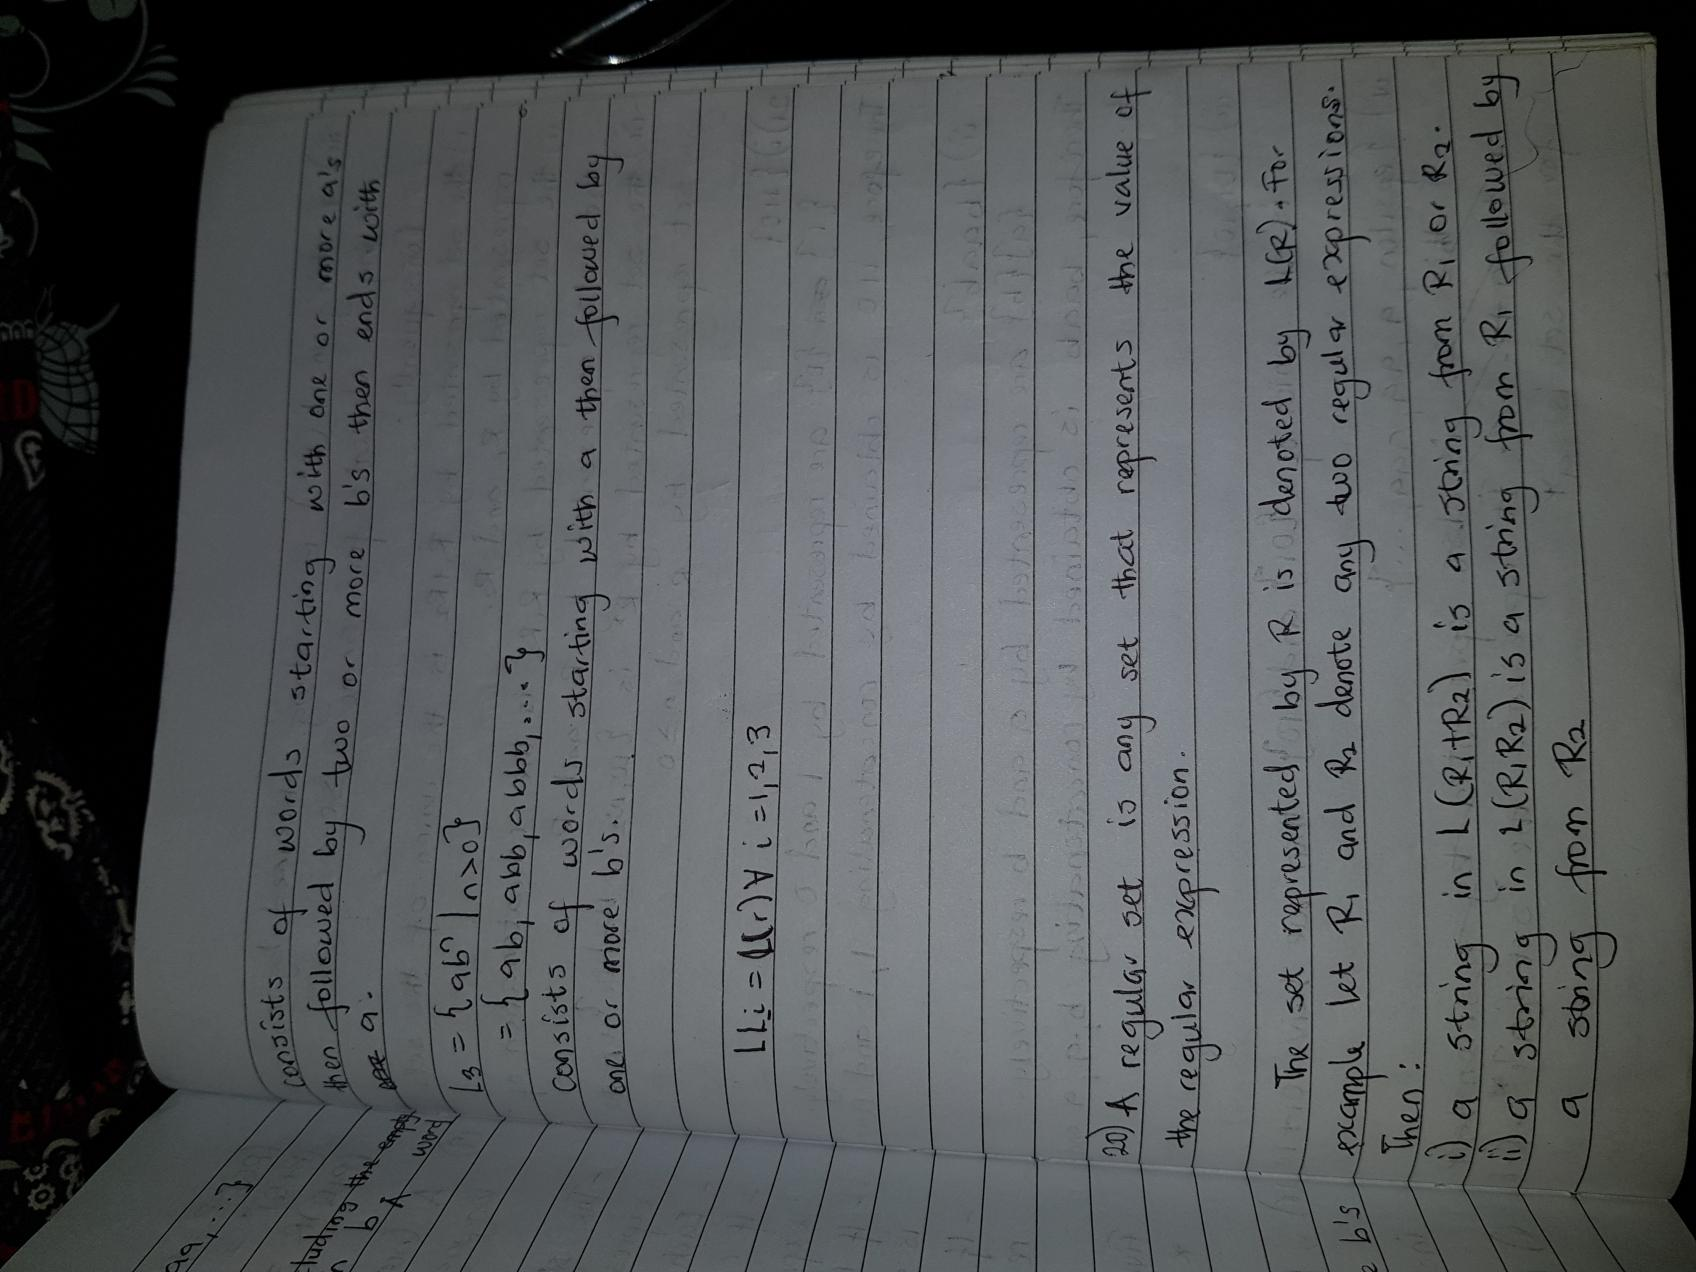 consists of words starting with one or more a's
then followed by two or more b's then ends with
a.
L3 = {abⁿ | n>0}
= {ab, abb, abbb, ...}
consists of words starting with a then followed by
one or more b's.
Li = L(r) ∀ i = 1, 2, 3
20) A regular set is any set that represents the value of
the regular expression.
The set represented by R is denoted by L(R). For
example let R1 and R2 denote any two regular expressions.
Then:
i) a string in L (R1+R2) is a string from R1 or R2.
ii) a string in L(R1R2) is a string from R1 followed by
a string from R2
aa, ...}
the empty
b A word
b's